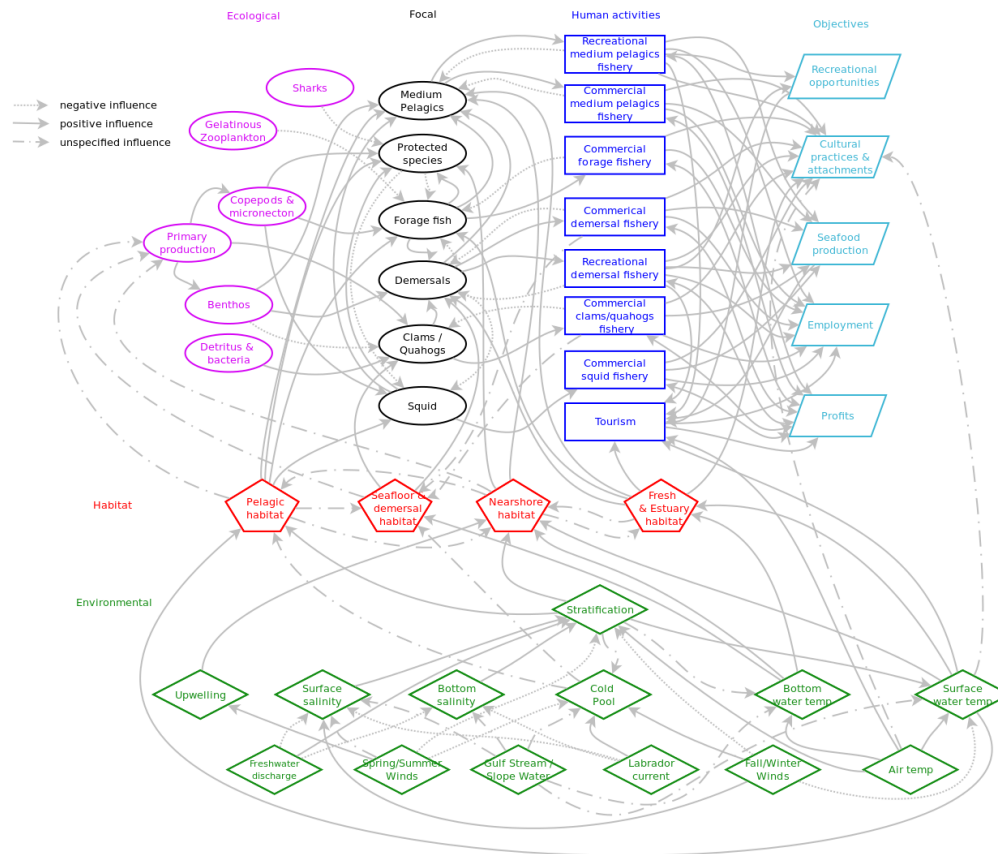 Ecological
Focal
Human activities
Objectives
negative influence
positive influence
unspecified influence
Sharks
Gelatinous
Zooplankton
Copepods &
micronecton
Primary
production
Benthos
Detritus &
bacteria
Medium
Pelagics
Protected
species
Forage fish
Demersals
Clams /
Quahogs
Squid
Recreational
medium pelagics
fishery
Commercial
medium pelagics
fishery
Commercial
forage fishery
Commerical
demersal fishery
Recreational
demersal fishery
Commercial
clams/quahogs
fishery
Commercial
squid fishery
Tourism
Recreational
opportunities
Cultural
practices &
attachments
Seafood
production
Employment
Profits
Habitat
Pelagic
habitat
Seafloor &
demersal
habitat
Nearshore
habitat
Fresh
& Estuary
habitat
Environmental
Stratification
Upwelling
Surface
salinity
Bottom
salinity
Cold
Pool
Bottom
water temp
Surface
water temp
Freshwater
discharge
Spring/Summer
Winds
Gulf Stream /
Slope Water
Labrador
current
Fall/Winter
Winds
Air temp